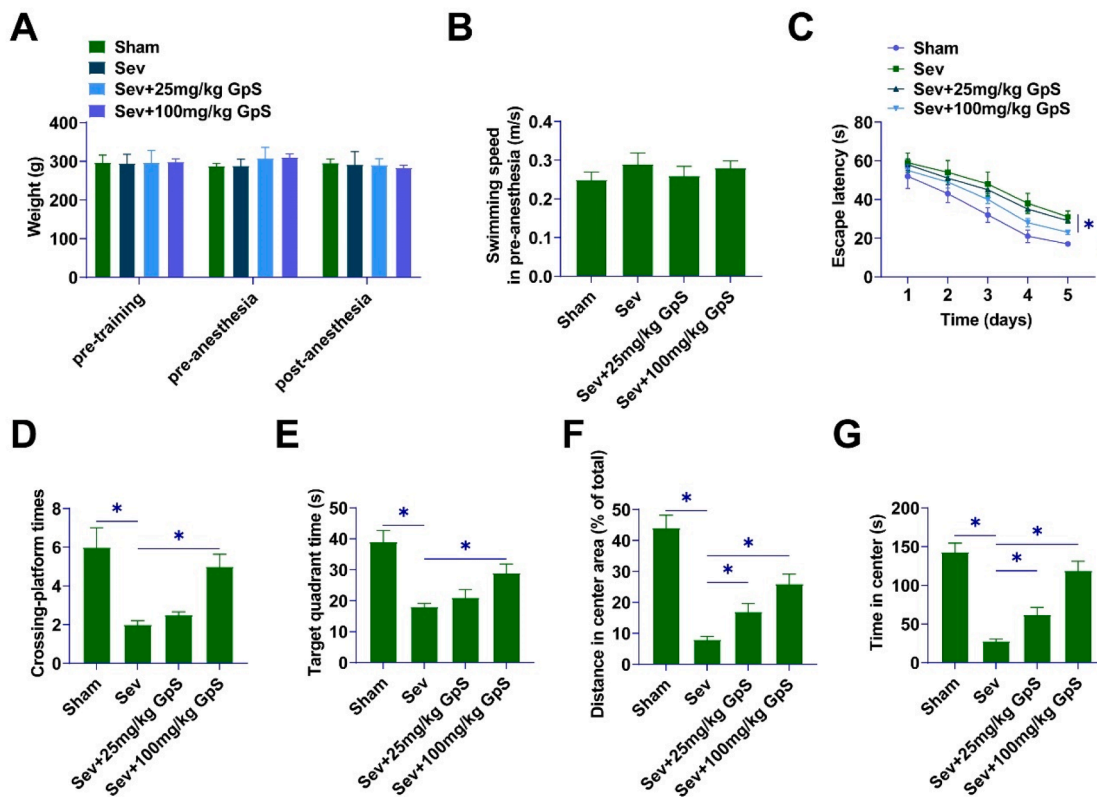 A
Sham
Sev
Sev+25mg/kg GpS
Sev+100mg/kg GpS
400
300
200
100
0
Weight (g)
pre-training
pre-anesthesia
post-anesthesia
B
0.4
0.3
0.2
0.1
0.0
Swimming speed
in pre-anesthesia (m/s)
Sham
Sev
Sev+25mg/kg GpS
Sev+100mg/kg GpS
C
Sham
Sev
Sev+25mg/kg GpS
Sev+100mg/kg GpS
80
60
40
20
0
Escape latency (s)
*
1 2 3 4 5
Time (days)
D
8
6
4
2
0
Crossing-platform times
* *
Sham
Sev
Sev+25mg/kg GpS
Sev+100mg/kg GpS
E
50
40
30
20
10
0
Target quadrant time (s)
* *
Sham
Sev
Sev+25mg/kg GpS
Sev+100mg/kg GpS
F
50
40
30
20
10
0
Distance in center area (% of total)
* * *
Sham
Sev
Sev+25mg/kg GpS
Sev+100mg/kg GpS
G
200
150
100
50
0
Time in center (s)
* * *
Sham
Sev
Sev+25mg/kg GpS
Sev+100mg/kg GpS